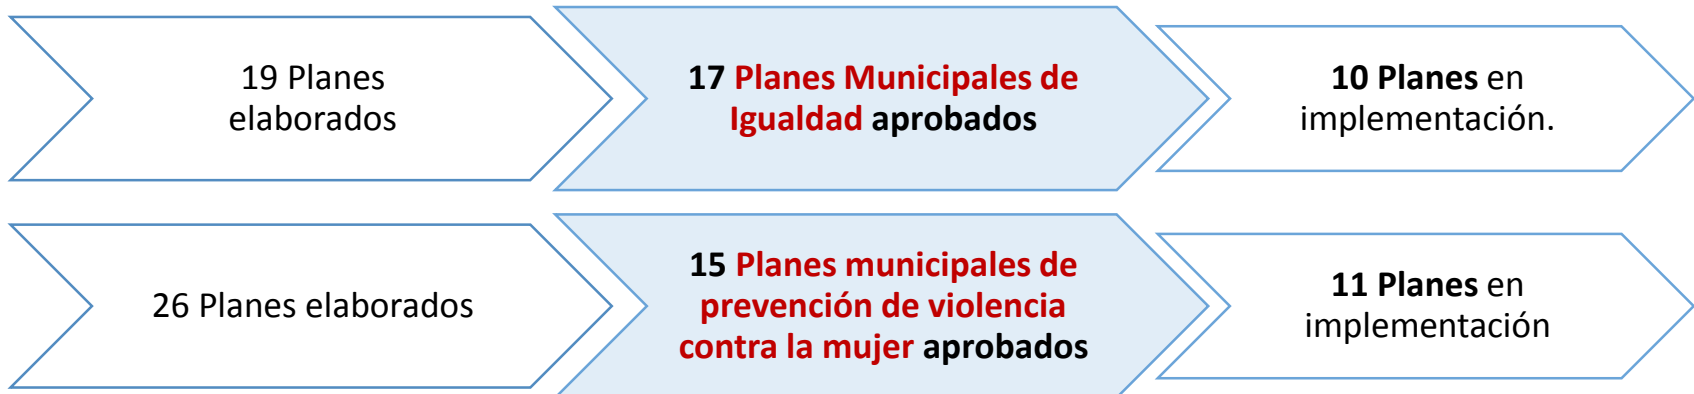 19 Planes
elaborados
17 Planes Municipales de
Igualdad aprobados
10 Planes en
implementación.
26 Planes elaborados
15 Planes municipales de
prevención de violencia
contra la mujer aprobados
11 Planes en
implementación